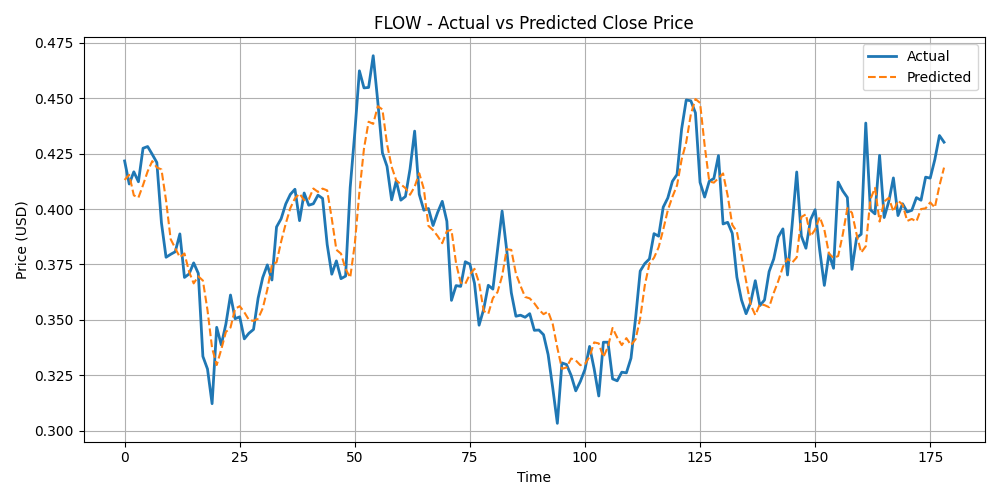 FLOW - Actual vs Predicted Close Price
Actual
Predicted
Price (USD)
0.475
0.450
0.425
0.400
0.375
0.350
0.325
0.300
0 25 50 75 100 125 150 175
Time